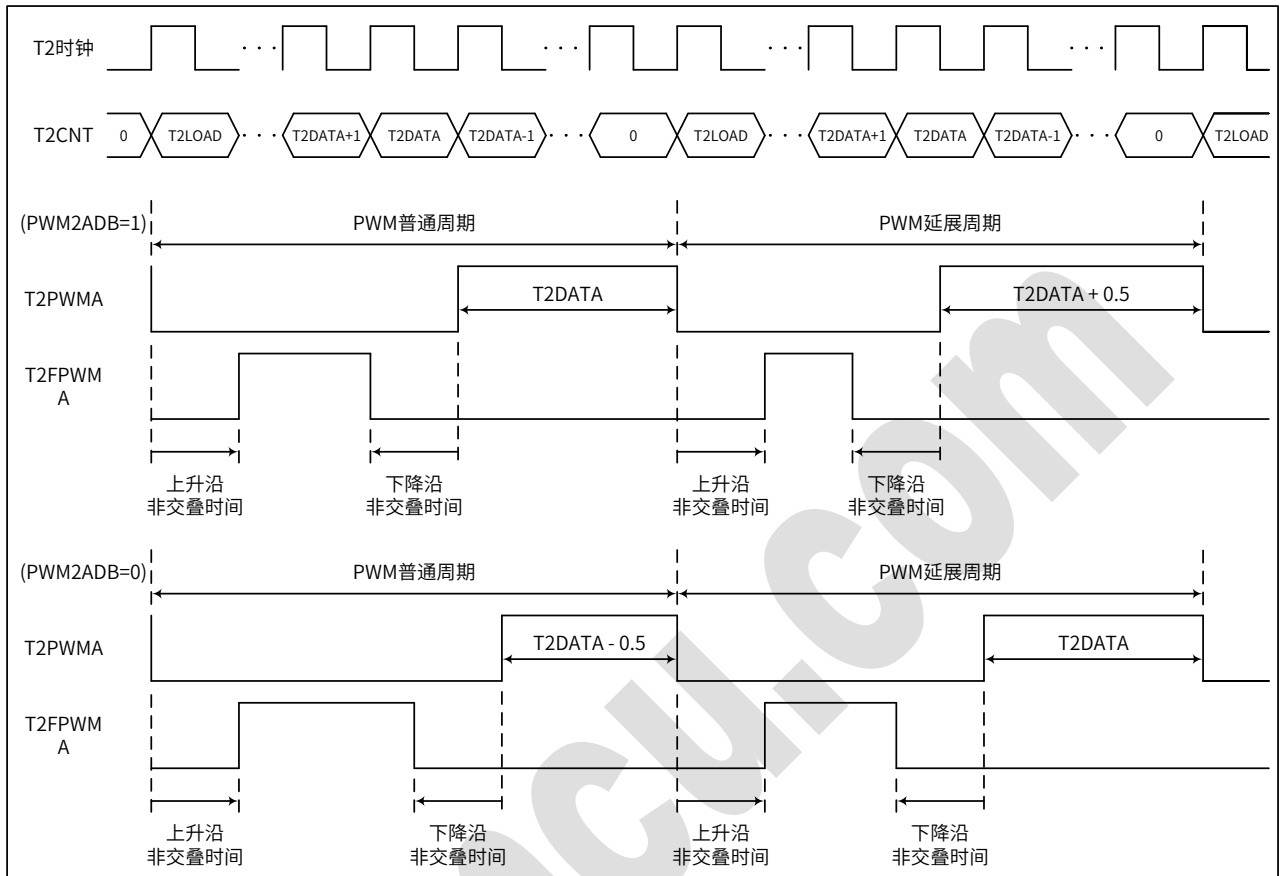 T2时钟
T2CNT 0 T2LOAD ··· T2DATA+1 T2DATA T2DATA-1 ··· 0 T2LOAD ··· T2DATA+1 T2DATA T2DATA-1 ··· 0 T2LOAD
(PWM2ADB=1) PWM普通周期 PWM延展周期
T2PWMA T2DATA T2DATA + 0.5
T2FPWM
A
上升沿 下降沿 上升沿 下降沿
非交叠时间 非交叠时间 非交叠时间 非交叠时间
(PWM2ADB=0) PWM普通周期 PWM延展周期
T2PWMA T2DATA - 0.5 T2DATA
T2FPWM
A
上升沿 下降沿 上升沿 下降沿
非交叠时间 非交叠时间 非交叠时间 非交叠时间